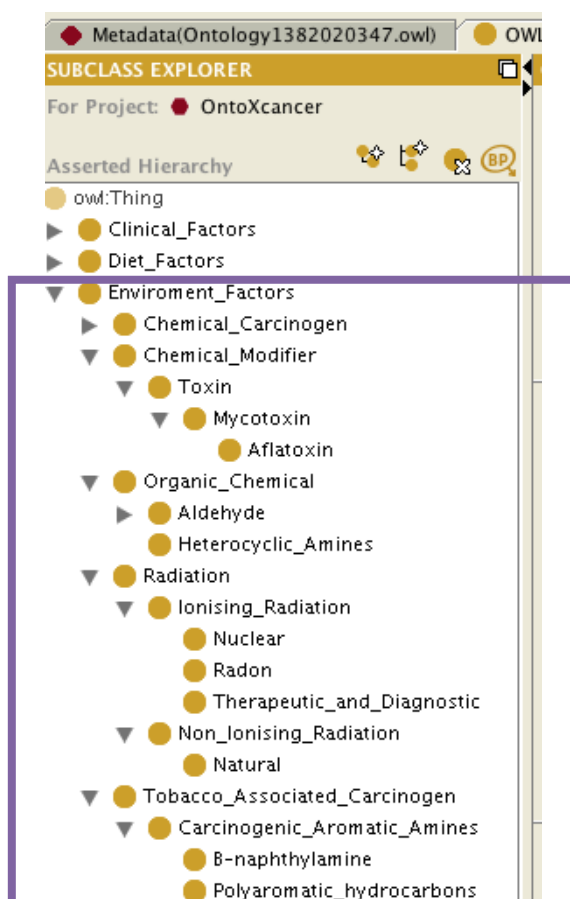 Metadata(Ontology1382020347.owl) OWL
SUBCLASS EXPLORER
For Project: OntoXcancer
Asserted Hierarchy BP
owl:Thing
Clinical_Factors
Diet_Factors
Enviroment_Factors
Chemical_Carcinogen
Chemical_Modifier
Toxin
Mycotoxin
Aflatoxin
Organic_Chemical
Aldehyde
Heterocyclic_Amines
Radiation
Ionising_Radiation
Nuclear
Radon
Therapeutic_and_Diagnostic
Non_Ionising_Radiation
Natural
Tobacco_Associated_Carcinogen
Carcinogenic_Aromatic_Amines
B-naphthylamine
Polyaromatic_hydrocarbons